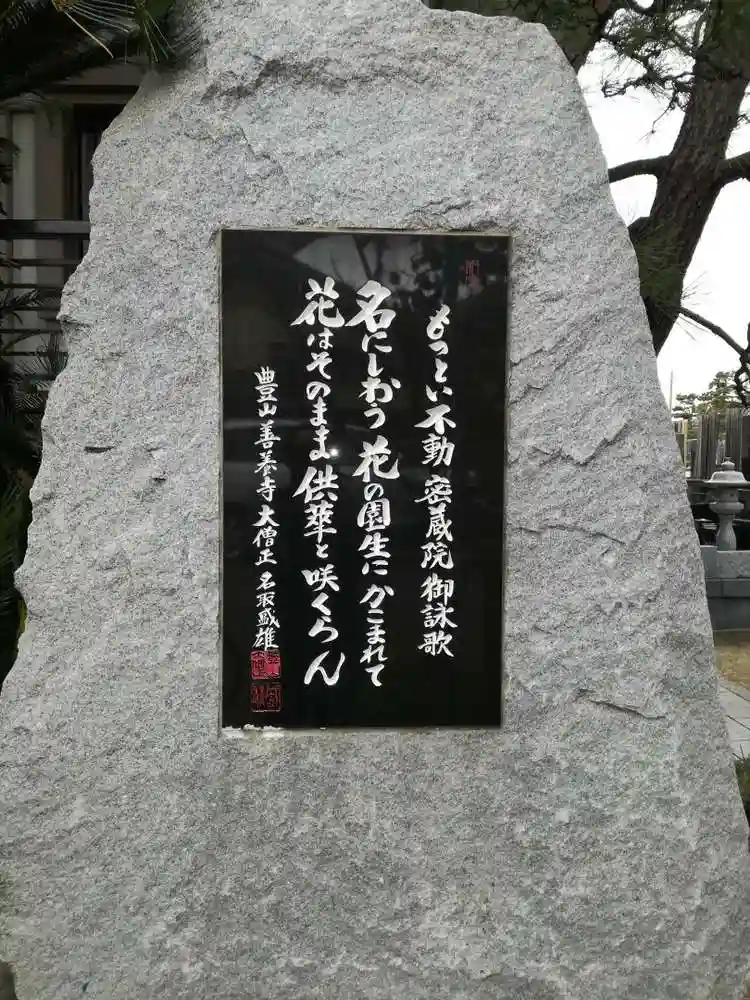 もっとい不動 密蔵院 御詠歌
名にしおう 花の園生に かこまれて
花はそのまま 供華と咲くらん
豊山 善養寺 大僧正 名取盛雄